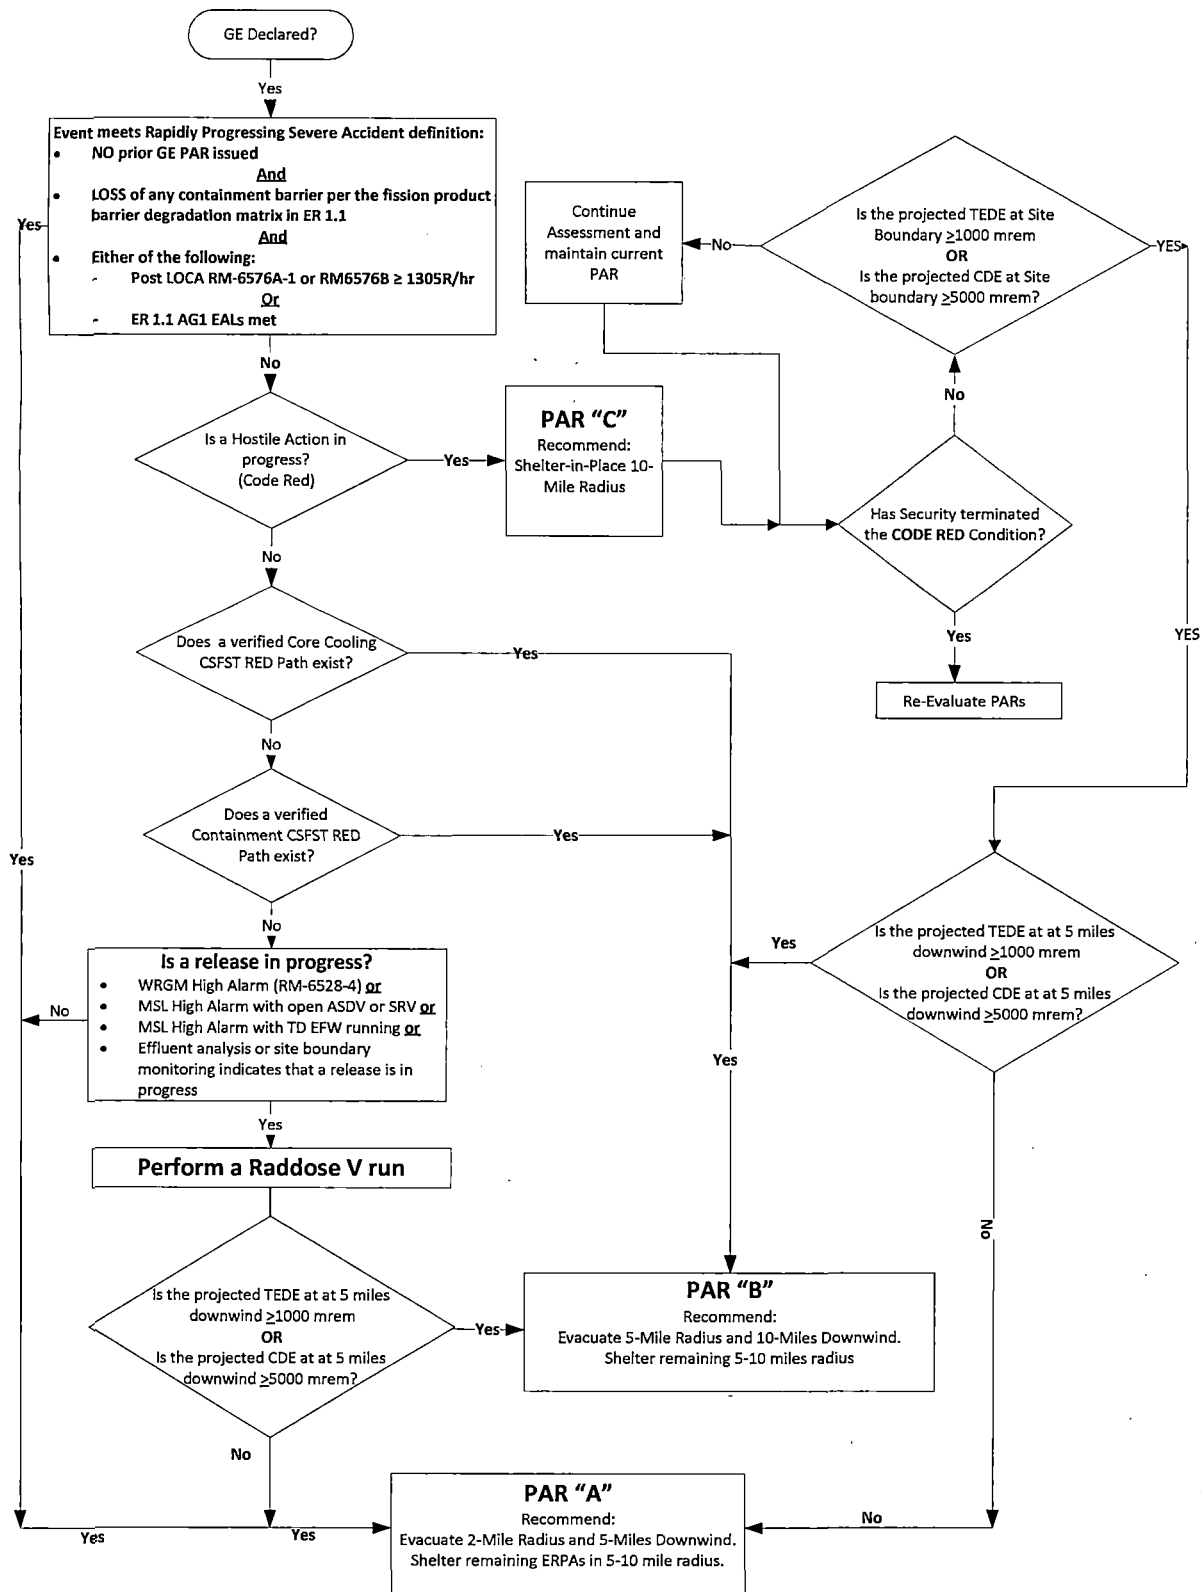 GE Declared?
Yes
Event meets Rapidly Progressing Severe Accident definition:
• NO prior GE PAR issued
And
• LOSS of any containment barrier per the fission product
barrier degradation matrix in ER 1.1
And
• Either of the following:
- Post LOCA RM-6576A-1 or RM6576B ≥ 1305R/hr
Or
- ER 1.1 AG1 EALs met
Yes
No
Is a Hostile Action in
progress?
(Code Red)
Yes
PAR “C”
Recommend:
Shelter-in-Place 10-
Mile Radius
Continue
Assessment and
maintain current
PAR
No
Is the projected TEDE at Site
Boundary ≥1000 mrem
OR
Is the projected CDE at Site
boundary ≥5000 mrem?
YES
No
Has Security terminated
the CODE RED Condition?
Yes
Re-Evaluate PARs
YES
No
Does a verified Core Cooling
CSFST RED Path exist?
Yes
No
Does a verified
Containment CSFST RED
Path exist?
Yes
Yes
No
Is a release in progress?
• WRGM High Alarm (RM-6528-4) or
• MSL High Alarm with open ASDV or SRV or
• MSL High Alarm with TD EFW running or
• Effluent analysis or site boundary
monitoring indicates that a release is in
progress
No
Yes
Is the projected TEDE at at 5 miles
downwind ≥1000 mrem
OR
Is the projected CDE at at 5 miles
downwind ≥5000 mrem?
Yes
Yes
No
Perform a Raddose V run
Is the projected TEDE at at 5 miles
downwind ≥1000 mrem
OR
Is the projected CDE at at 5 miles
downwind ≥5000 mrem?
Yes
PAR “B”
Recommend:
Evacuate 5-Mile Radius and 10-Miles Downwind.
Shelter remaining 5-10 miles radius
No
Yes
Yes
PAR “A”
Recommend:
Evacuate 2-Mile Radius and 5-Miles Downwind.
Shelter remaining ERPAs in 5-10 mile radius.
No